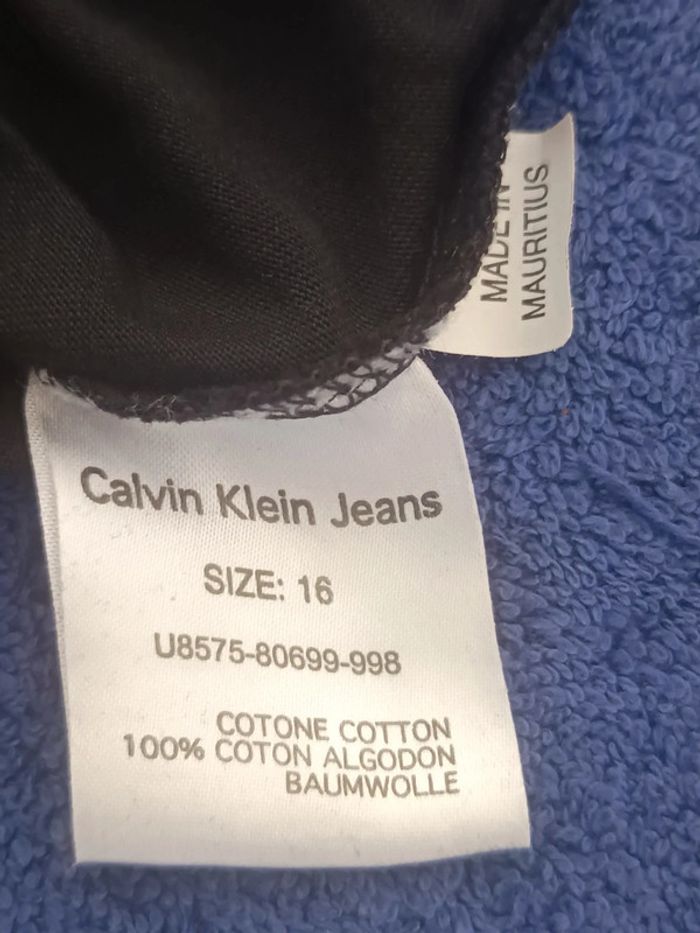 MADE IN
MAURITIUS
Calvin Klein Jeans
SIZE: 16
U8575-80699-998
COTONE COTTON
100% COTON ALGODON
BAUMWOLLE